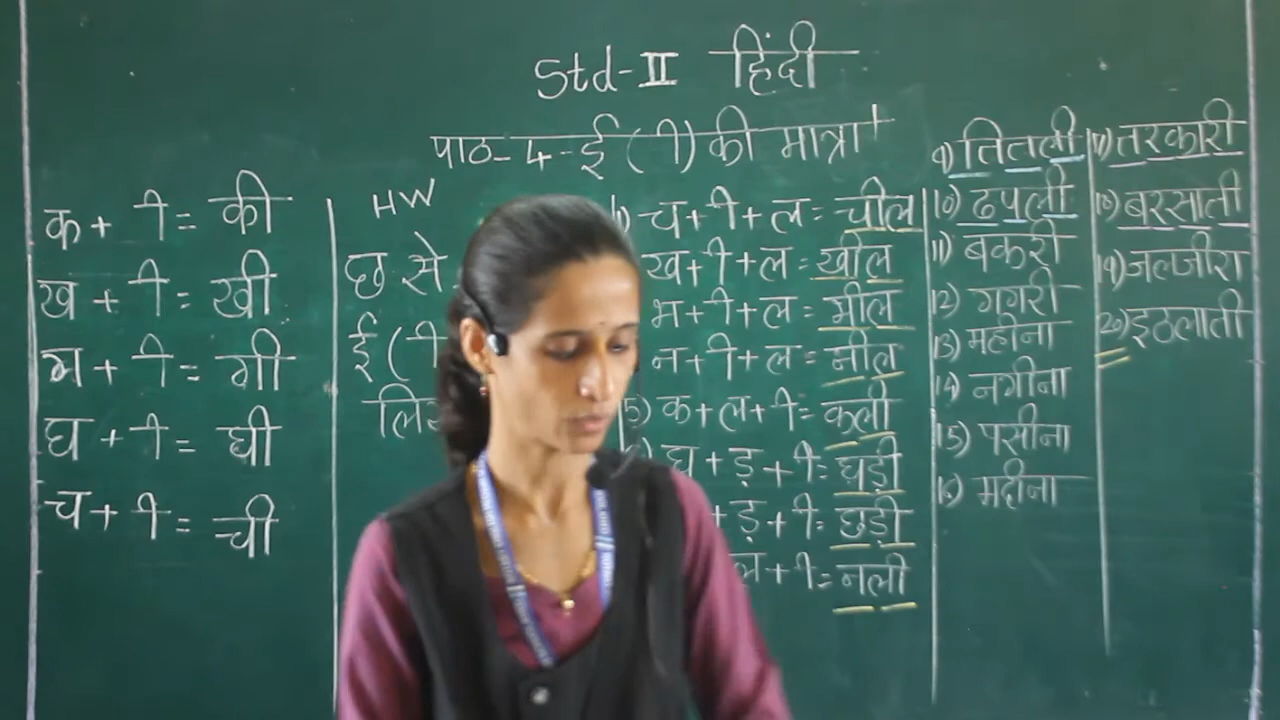 Std-II हिंदी
पाठ-4-ई (ी) की मात्रा
क + ी = की
ख + ी = खी
ग + ी = गी
घ + ी = घी
च + ी = ची
HW
छ से
ई (ी
1) च+ी+ल = चील
ख+ी+ल = खील
म+ी+ल = मील
न+ी+ल = नील
5) क+ल+ी = कली
) घ+ड़+ी = घड़ी
+ड़+ी = छड़ी
ल+ी = नली
9) तितली
10) ढपली
11) बकरी
12) गगरी
13) महीना
14) नगीना
15) पसीना
16) मदीना
17) तरकारी
18) बरसाती
19) जलजीरा
20) इठलाती